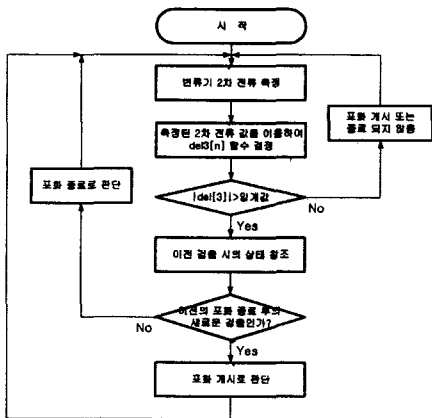 시 작
변류기 2차 전류 측정
측정된 2차 전류 값을 이용하여
del3[n] 함수 결정
포화 개시 또는
종료 되지 않음
|del[3]|>임계값
No
Yes
포화 종료로 판단
이전 검출 시의 상태 참조
이전의 포화 종료 후의
새로운 검출인가?
No
Yes
포화 개시로 판단